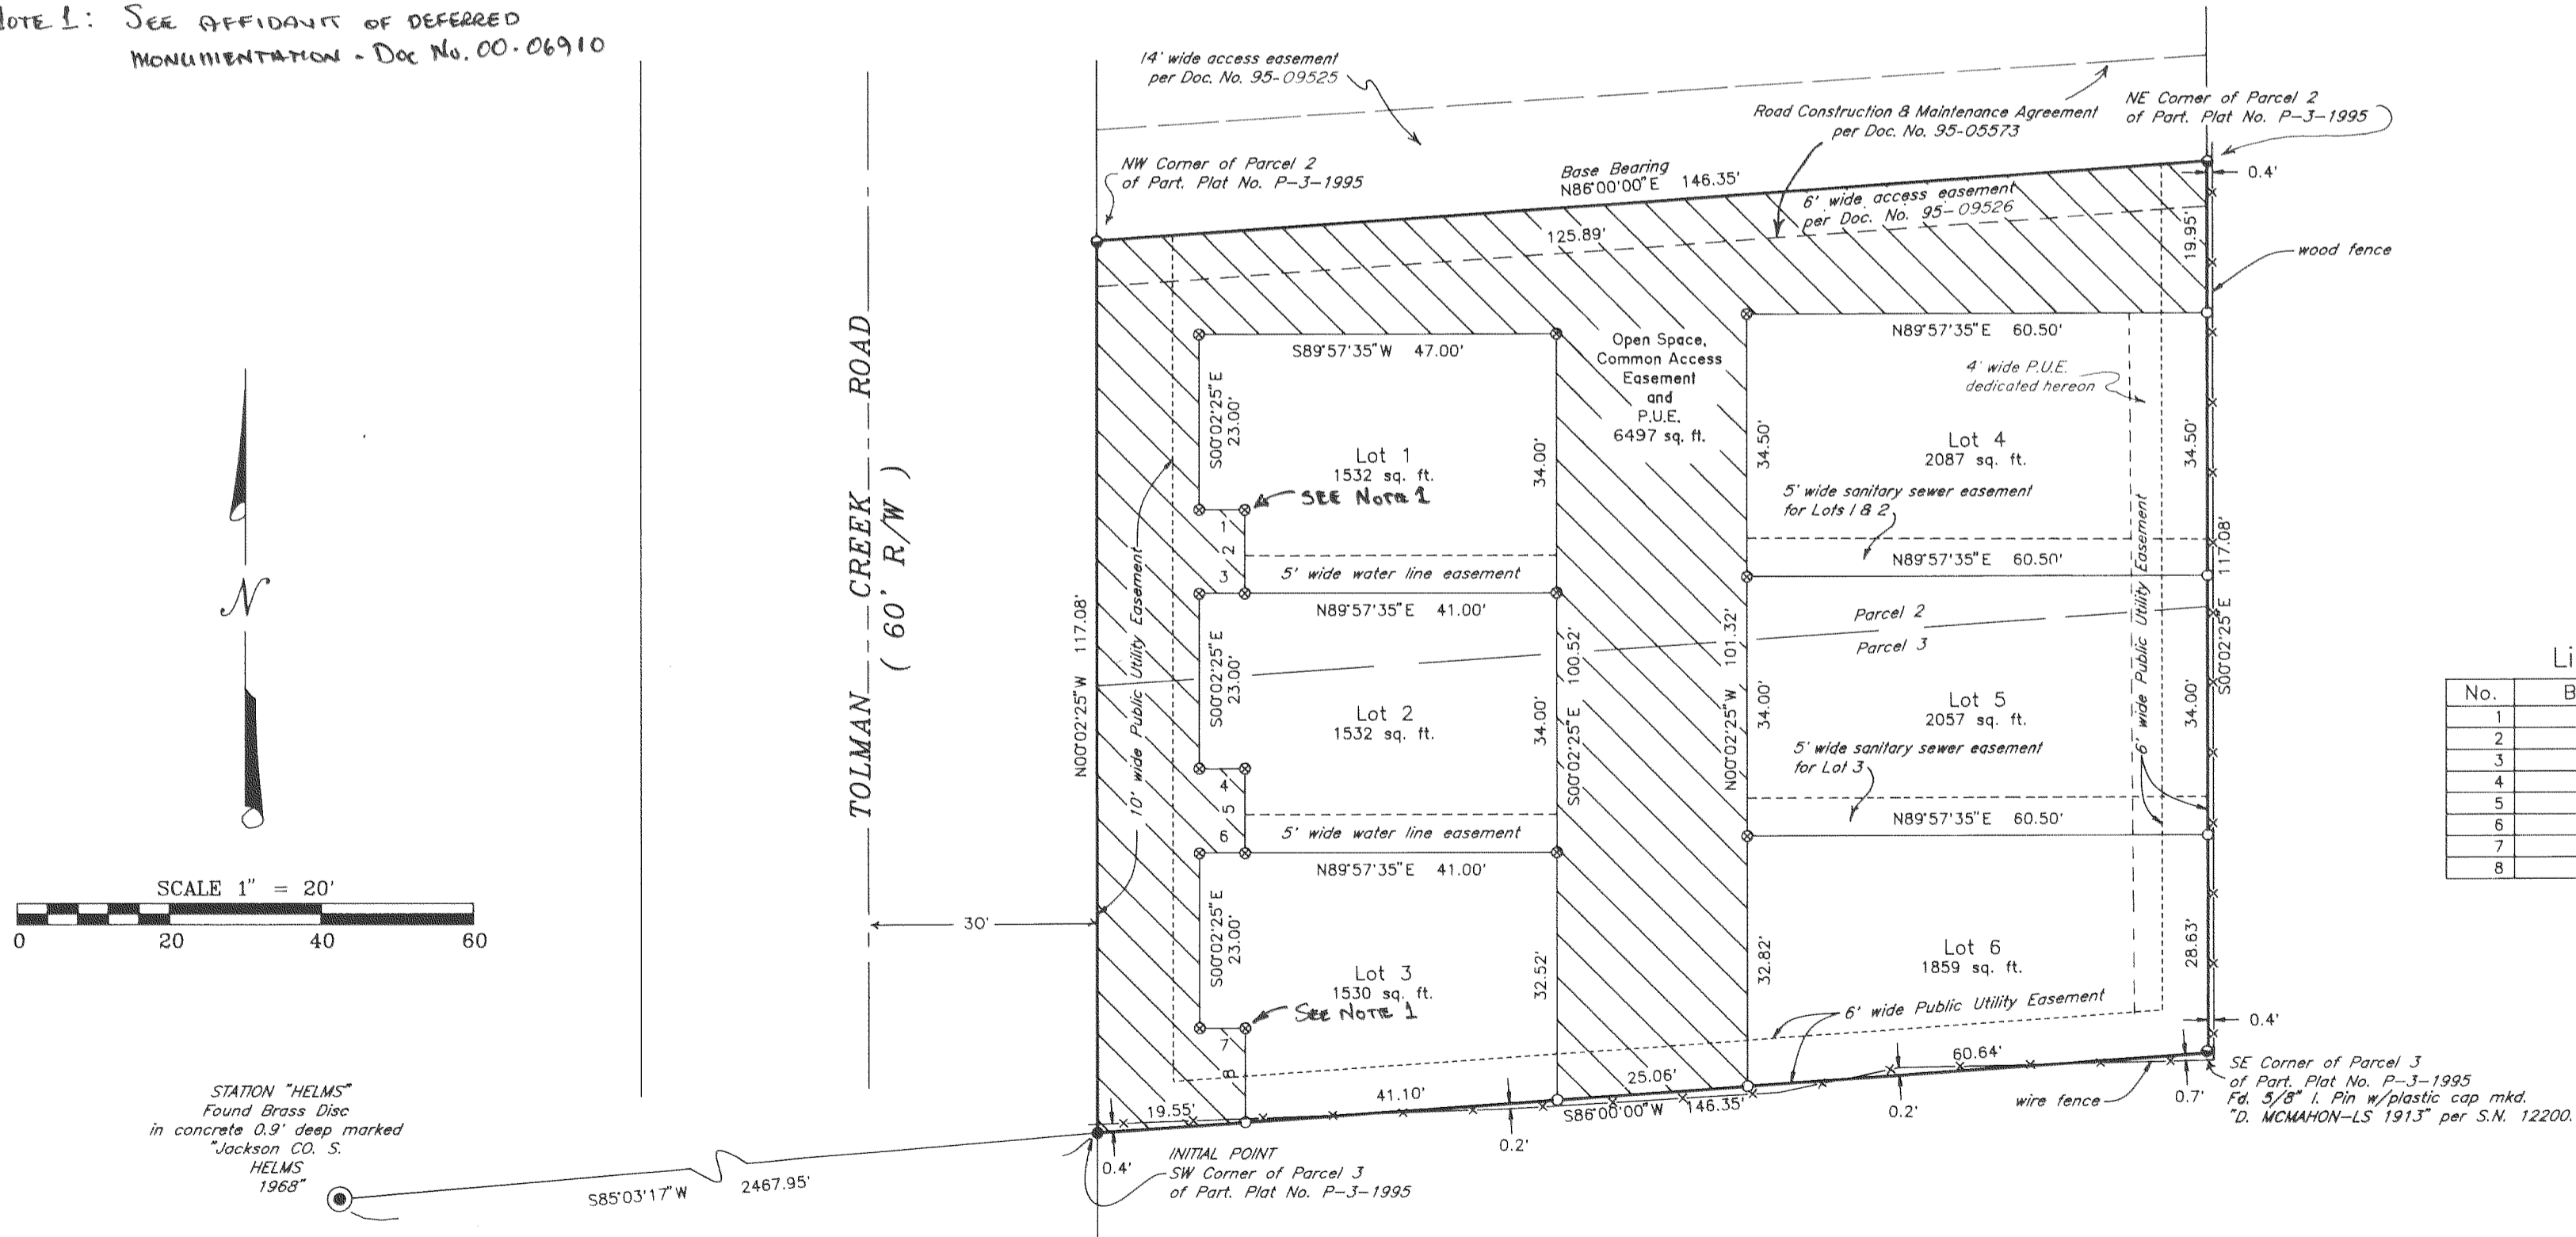 NOTE 1: SEE AFFIDAVIT OF DEFERRED
MONUMENTATION - DOC No. 00-06910
14' wide access easement
per Doc. No. 95-09525
Road Construction & Maintenance Agreement
per Doc. No. 95-05573
NE Corner of Parcel 2
of Part. Plat No. P-3-1995
NW Corner of Parcel 2
of Part. Plat No. P-3-1995
Base Bearing
N86°00'00"E 146.35'
6' wide access easement
per Doc. No. 95-09526
125.89'
0.4'
19.95'
wood fence
TOLMAN CREEK ROAD
( 60' R/W )
N00°02'25"W 117.08'
10' wide Public Utility Easement
S89°57'35"W 47.00'
S00°02'25"E
23.00'
Lot 1
1532 sq. ft.
34.00'
SEE NOTE 1
1
2
3
5' wide water line easement
N89°57'35"E 41.00'
S00°02'25"E
23.00'
Lot 2
1532 sq. ft.
34.00'
S00°02'25"E 100.52'
4
5
6
5' wide water line easement
N89°57'35"E 41.00'
S00°02'25"E
23.00'
Lot 3
1530 sq. ft.
32.52'
SEE NOTE 1
7
8
Open Space,
Common Access
Easement
and
P.U.E.
6497 sq. ft.
N89°57'35"E 60.50'
4' wide P.U.E.
dedicated hereon
34.50'
Lot 4
2087 sq. ft.
34.50'
5' wide sanitary sewer easement
for Lots 1 & 2
N89°57'35"E 60.50'
Parcel 2
Parcel 3
N00°02'25"W 101.32'
34.00'
Lot 5
2057 sq. ft.
34.00'
6' wide Public Utility Easement
S00°02'25"E 117.08'
5' wide sanitary sewer easement
for Lot 3
N89°57'35"E 60.50'
32.82'
Lot 6
1859 sq. ft.
28.63'
6' wide Public Utility Easement
0.4'
60.64'
25.06'
41.10'
19.55'
S86°00'00"W 146.35'
0.2'
0.2'
0.4'
0.7'
wire fence
SE Corner of Parcel 3
of Part. Plat No. P-3-1995
Fd. 5/8" I. Pin w/plastic cap mkd.
"D. MCMAHON-LS 1913" per S.N. 12200.
INITIAL POINT
SW Corner of Parcel 3
of Part. Plat No. P-3-1995
30'
N
SCALE 1" = 20'
0 20 40 60
STATION "HELMS"
Found Brass Disc
in concrete 0.9' deep marked
"Jackson CO. S.
HELMS
1968"
S85°03'17"W 2467.95'
Li
No. B
1
2
3
4
5
6
7
8